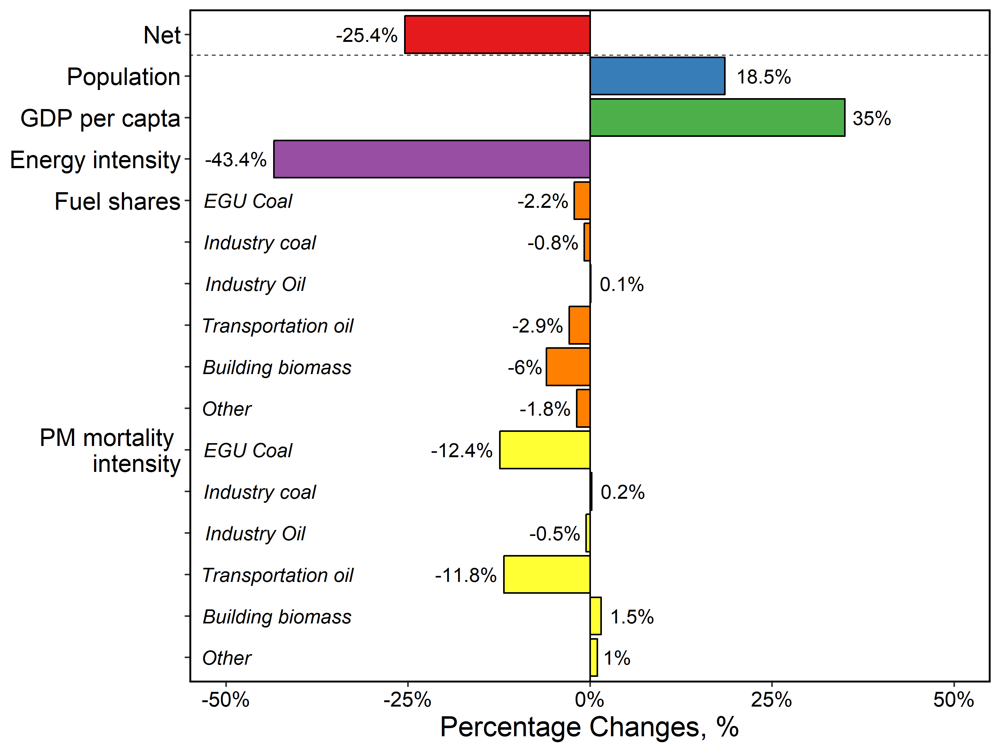 Net
-25.4%
Population
18.5%
GDP per capta
35%
Energy intensity
-43.4%
Fuel shares
EGU Coal
-2.2%
Industry coal
-0.8%
Industry Oil
0.1%
Transportation oil
-2.9%
Building biomass
-6%
Other
-1.8%
PM mortality
intensity
EGU Coal
-12.4%
Industry coal
0.2%
Industry Oil
-0.5%
Transportation oil
-11.8%
Building biomass
1.5%
Other
1%
-50%
-25%
0%
25%
50%
Percentage Changes, %